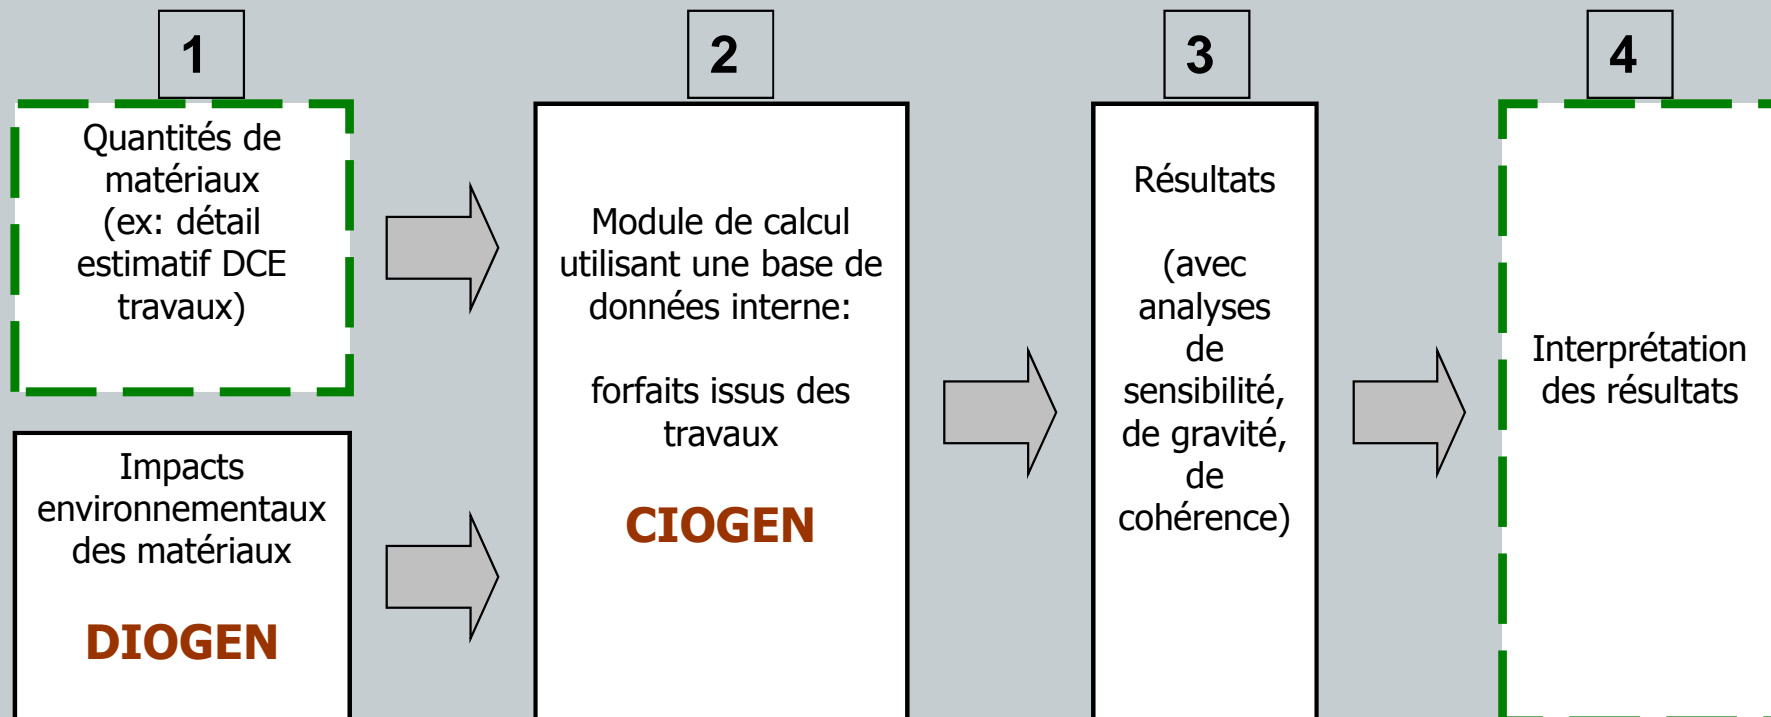 1
Quantités de
matériaux
(ex: détail
estimatif DCE
travaux)
Impacts
environnementaux
des matériaux
DIOGEN
2
Module de calcul
utilisant une base de
données interne:
forfaits issus des
travaux
CIOGEN
3
Résultats
(avec
analyses
de
sensibilité,
de gravité,
de
cohérence)
4
Interprétation
des résultats